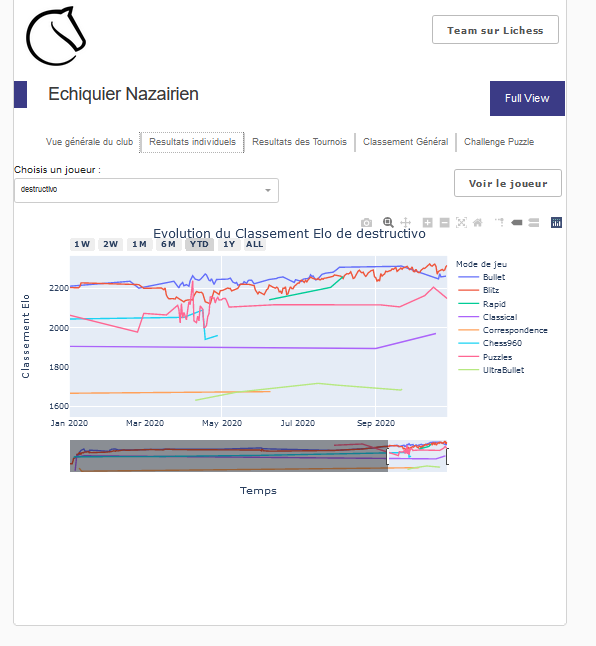 Team sur Lichess
Echiquier Nazairien
Full View
Vue générale du club
Resultats individuels
Resultats des Tournois
Classement Général
Challenge Puzzle
Choisis un joueur :
destructivo
Voir le joueur
Evolution du Classement Elo de destructivo
1W 2W 1M 6M YTD 1Y ALL
Classement Elo
2200
2000
1800
1600
Jan 2020 Mar 2020 May 2020 Jul 2020 Sep 2020
Mode de jeu
Bullet
Blitz
Rapid
Classical
Correspondence
Chess960
Puzzles
UltraBullet
Temps